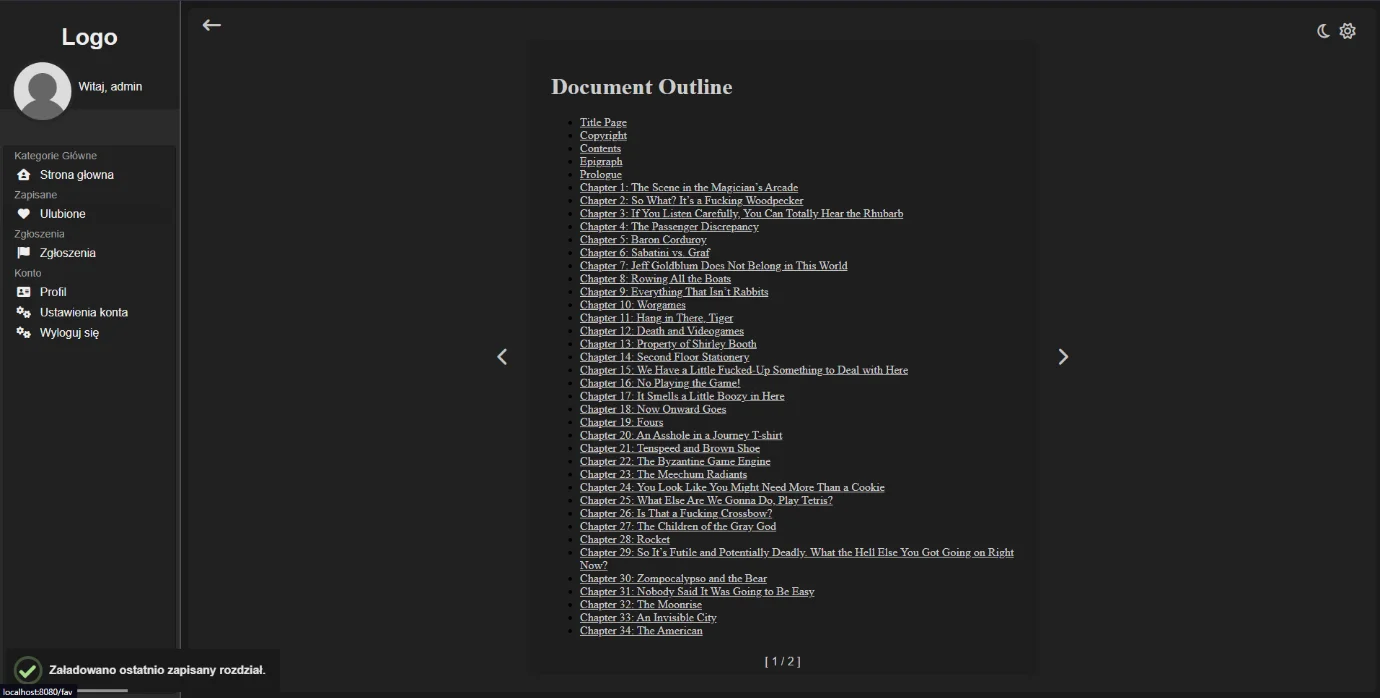 Logo
Witaj, admin
Kategorie Główne
Strona głowna
Zapisane
Ulubione
Zgłoszenia
Zgłoszenia
Konto
Profil
Ustawienia konta
Wyloguj się
Document Outline
Title Page
Copyright
Contents
Epigraph
Prologue
Chapter 1: The Scene in the Magician’s Arcade
Chapter 2: So What? It’s a Fucking Woodpecker
Chapter 3: If You Listen Carefully, You Can Totally Hear the Rhubarb
Chapter 4: The Passenger Discrepancy
Chapter 5: Baron Corduroy
Chapter 6: Sabatini vs. Graf
Chapter 7: Jeff Goldblum Does Not Belong in This World
Chapter 8: Rowing All the Boats
Chapter 9: Everything That Isn’t Rabbits
Chapter 10: Worgames
Chapter 11: Hang in There, Tiger
Chapter 12: Death and Videogames
Chapter 13: Property of Shirley Booth
Chapter 14: Second Floor Stationery
Chapter 15: We Have a Little Fucked-Up Something to Deal with Here
Chapter 16: No Playing the Game!
Chapter 17: It Smells a Little Boozy in Here
Chapter 18: Now Onward Goes
Chapter 19: Fours
Chapter 20: An Asshole in a Journey T-shirt
Chapter 21: Tenspeed and Brown Shoe
Chapter 22: The Byzantine Game Engine
Chapter 23: The Meechum Radiants
Chapter 24: You Look Like You Might Need More Than a Cookie
Chapter 25: What Else Are We Gonna Do, Play Tetris?
Chapter 26: Is That a Fucking Crossbow?
Chapter 27: The Children of the Gray God
Chapter 28: Rocket
Chapter 29: So It’s Futile and Potentially Deadly. What the Hell Else You Got Going on Right
Now?
Chapter 30: Zompocalypso and the Bear
Chapter 31: Nobody Said It Was Going to Be Easy
Chapter 32: The Moonrise
Chapter 33: An Invisible City
Chapter 34: The American
[ 1 / 2 ]
Załadowano ostatnio zapisany rozdział.
localhost:8080/fav